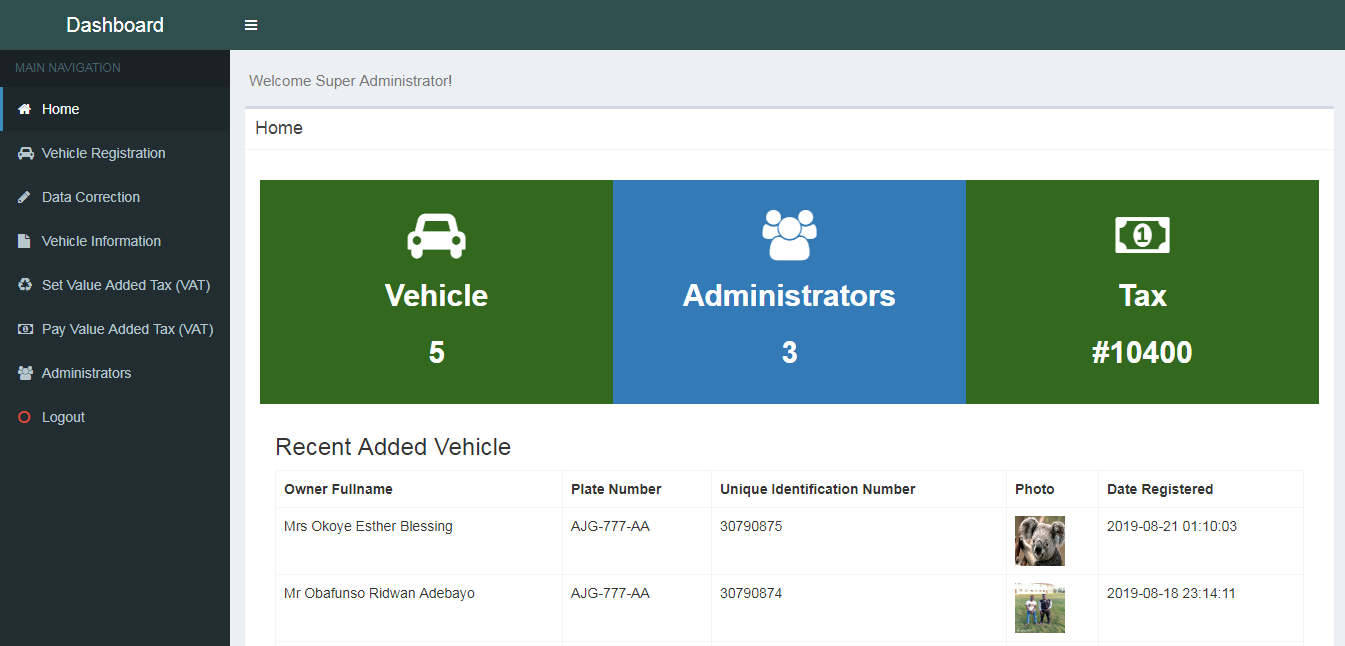 Dashboard
MAIN NAVIGATION
Home
Vehicle Registration
Data Correction
Vehicle Information
Set Value Added Tax (VAT)
Pay Value Added Tax (VAT)
Administrators
Logout
Welcome Super Administrator!
Home
Vehicle
5
Administrators
3
1
Tax
#10400
Recent Added Vehicle
Owner Fullname Plate Number Unique Identification Number Photo Date Registered
Mrs Okoye Esther Blessing AJG-777-AA 30790875 2019-08-21 01:10:03
Mr Obafunso Ridwan Adebayo AJG-777-AA 30790874 2019-08-18 23:14:11